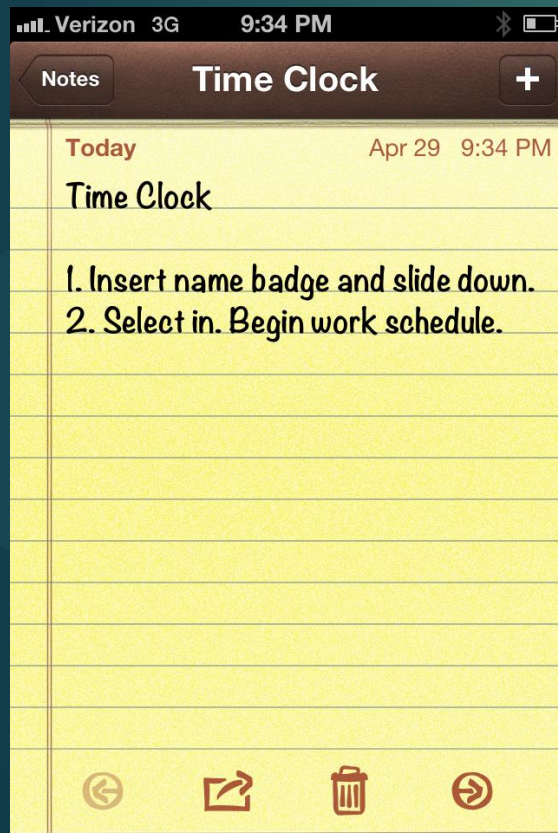 Verizon 3G 9:34 PM
Notes Time Clock +
Today Apr 29 9:34 PM
Time Clock
1. Insert name badge and slide down.
2. Select in. Begin work schedule.